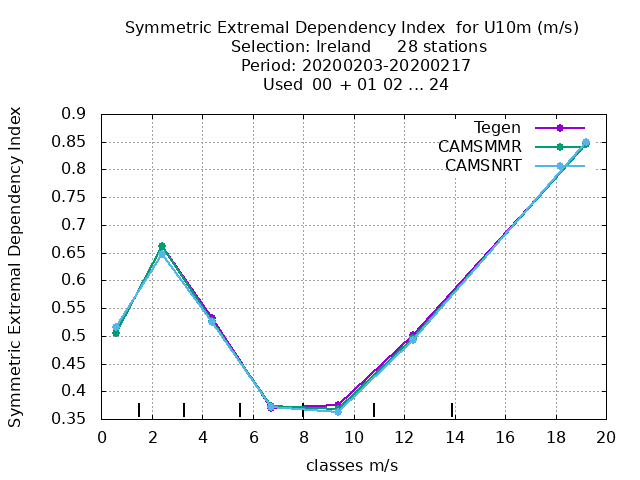 Symmetric Extremal Dependency Index  for U10m (m/s)
Selection: Ireland     28 stations
Period: 20200203-20200217
Used  00 + 01 02 ... 24
Symmetric Extremal Dependency Index
0.9
0.85
0.8
0.75
0.7
0.65
0.6
0.55
0.5
0.45
0.4
0.35
Tegen
CAMSMMR
CAMSNRT
0 2 4 6 8 10 12 14 16 18 20
classes m/s